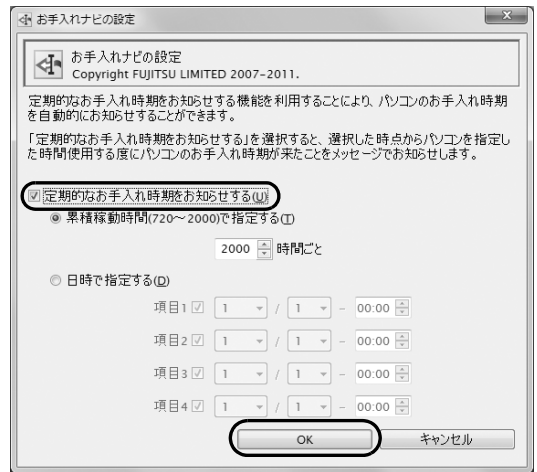 お手入れナビの設定
お手入れナビの設定
Copyright FUJITSU LIMITED 2007-2011.
定期的なお手入れ時期をお知らせする機能を利用することにより、パソコンのお手入れ時期
を自動的にお知らせすることができます。
「定期的なお手入れ時期をお知らせする」を選択すると、選択した時点からパソコンを指定し
た時間使用する度にパソコンのお手入れ時期が来たことをメッセージでお知らせします。
定期的なお手入れ時期をお知らせする(U)
累積稼動時間(720～2000)で指定する(T)
2000 時間ごと
日時で指定する(D)
項目1 1 / 1 - 00:00
項目2 1 / 1 - 00:00
項目3 1 / 1 - 00:00
項目4 1 / 1 - 00:00
OK キャンセル